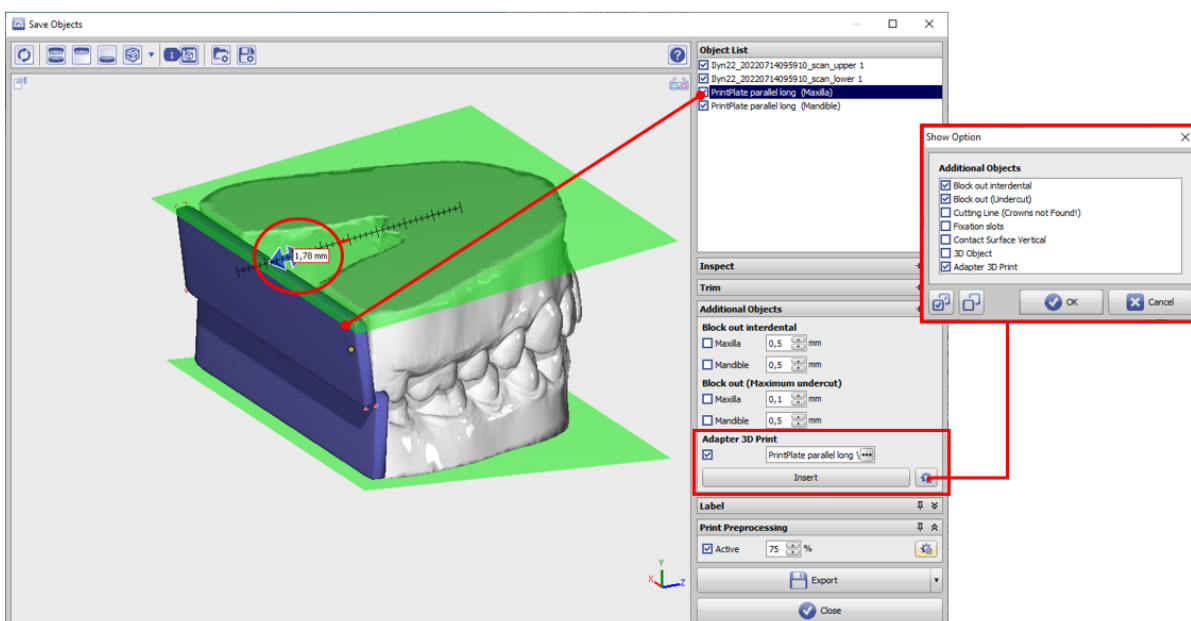 Save Objects
1
1,78 mm
Y
X
Z
Object List
Ilyn22_20220714095910_scan_upper 1
Ilyn22_20220714095910_scan_lower 1
PrintPlate parallel long (Maxilla)
PrintPlate parallel long (Mandible)
Inspect
Trim
Additional Objects
Block out interdental
Maxilla 0,5 mm
Mandible 0,5 mm
Block out (Maximum undercut)
Maxilla 0,1 mm
Mandible 0,5 mm
Adapter 3D Print
PrintPlate parallel long \ •••
Insert
Label
Print Preprocessing
Active 75 %
Export
Close
Show Option
Additional Objects
Block out interdental
Block out (Undercut)
Cutting Line (Crowns not Found!)
Fixation slots
Contact Surface Vertical
3D Object
Adapter 3D Print
OK Cancel